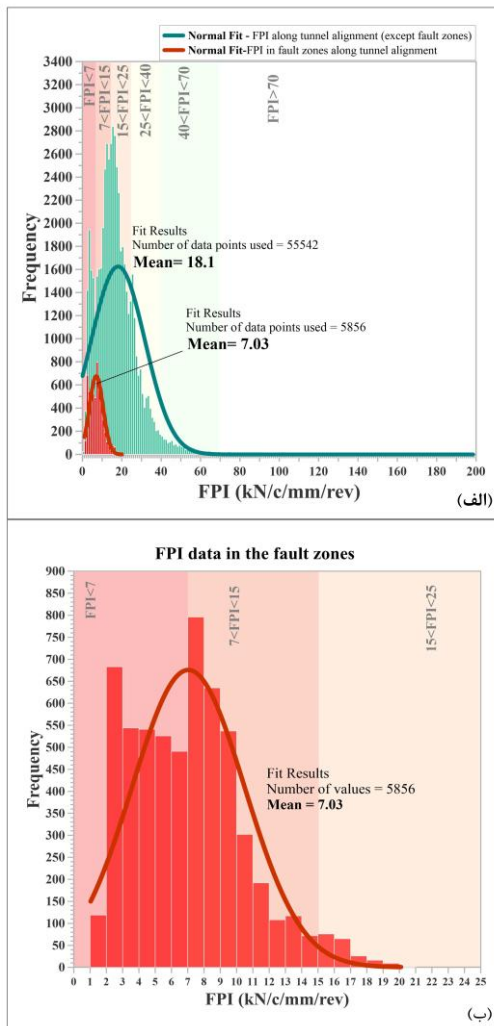 Normal Fit - FPI along tunnel alignment (except fault zones)
Normal Fit-FPI in fault zones along tunnel alignment
3400
3200
3000
2800
2600
2400
2200
2000
1800
1600
1400
1200
1000
800
600
400
200
0
Frequency
FPI<7
7<FPI<15
15<FPI<25
25<FPI<40
40<FPI<70
FPI>70
Fit Results
Number of data points used = 55542
Mean= 18.1
Fit Results
Number of data points used = 5856
Mean= 7.03
0 20 40 60 80 100 120 140 160 180 200
FPI (kN/c/mm/rev)
(الف)
FPI data in the fault zones
900
850
800
750
700
650
600
550
500
450
400
350
300
250
200
150
100
50
0
Frequency
FPI<7
7<FPI<15
15<FPI<25
Fit Results
Number of values = 5856
Mean = 7.03
0 1 2 3 4 5 6 7 8 9 10 11 12 13 14 15 16 17 18 19 20 21 22 23 24 25
FPI (kN/c/mm/rev)
(ب)